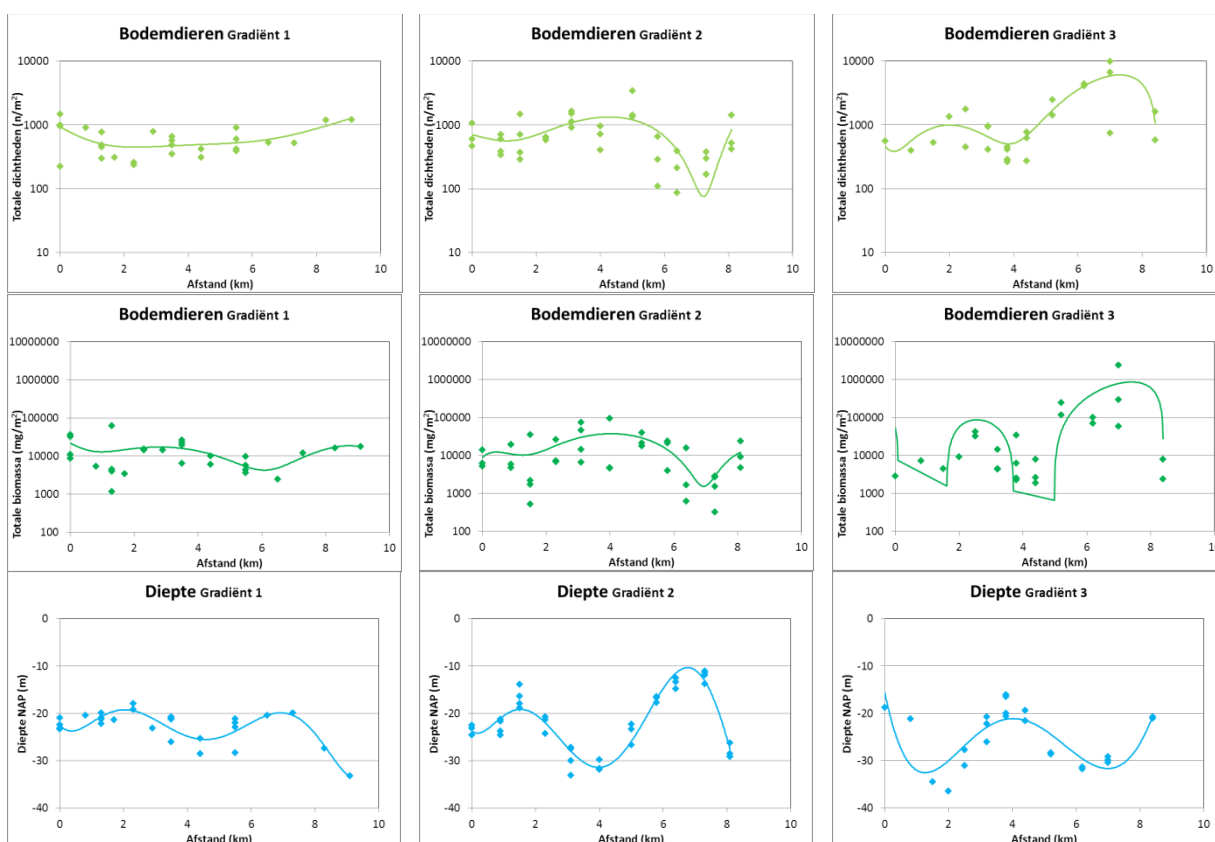 Bodemdieren Gradiënt 1
Totale dichtheden (n/m²)
10000
1000
100
10
0 2 4 6 8 10
Afstand (km)
Bodemdieren Gradiënt 2
Totale dichtheden (n/m²)
10000
1000
100
10
0 2 4 6 8 10
Afstand (km)
Bodemdieren Gradiënt 3
Totale dichtheden (n/m²)
10000
1000
100
10
0 2 4 6 8 10
Afstand (km)
Bodemdieren Gradiënt 1
Totale biomassa (mg/m²)
10000000
1000000
100000
10000
1000
100
0 2 4 6 8 10
Afstand (km)
Bodemdieren Gradiënt 2
Totale biomassa (mg/m²)
10000000
1000000
100000
10000
1000
100
0 2 4 6 8 10
Afstand (km)
Bodemdieren Gradiënt 3
Totale biomassa (mg/m²)
10000000
1000000
100000
10000
1000
100
0 2 4 6 8 10
Afstand (km)
Diepte Gradiënt 1
Diepte NAP (m)
0
-10
-20
-30
-40
0 2 4 6 8 10
Afstand (km)
Diepte Gradiënt 2
Diepte NAP (m)
0
-10
-20
-30
-40
0 2 4 6 8 10
Afstand (km)
Diepte Gradiënt 3
Diepte NAP (m)
0
-10
-20
-30
-40
0 2 4 6 8 10
Afstand (km)